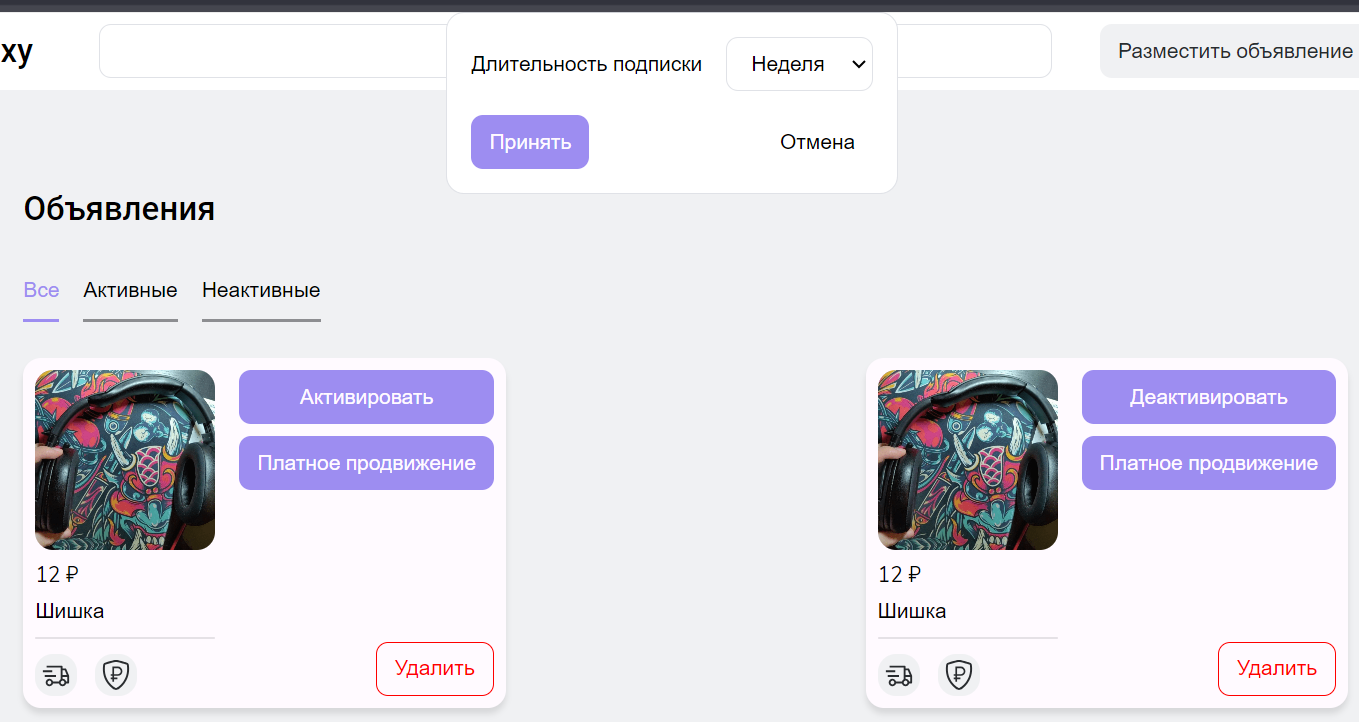 xy
Длительность подписки
Неделя
Разместить объявление
Принять
Отмена
Объявления
Все
Активные
Неактивные
Активировать
Платное продвижение
12 ₽
Шишка
Удалить
Деактивировать
Платное продвижение
12 ₽
Шишка
Удалить